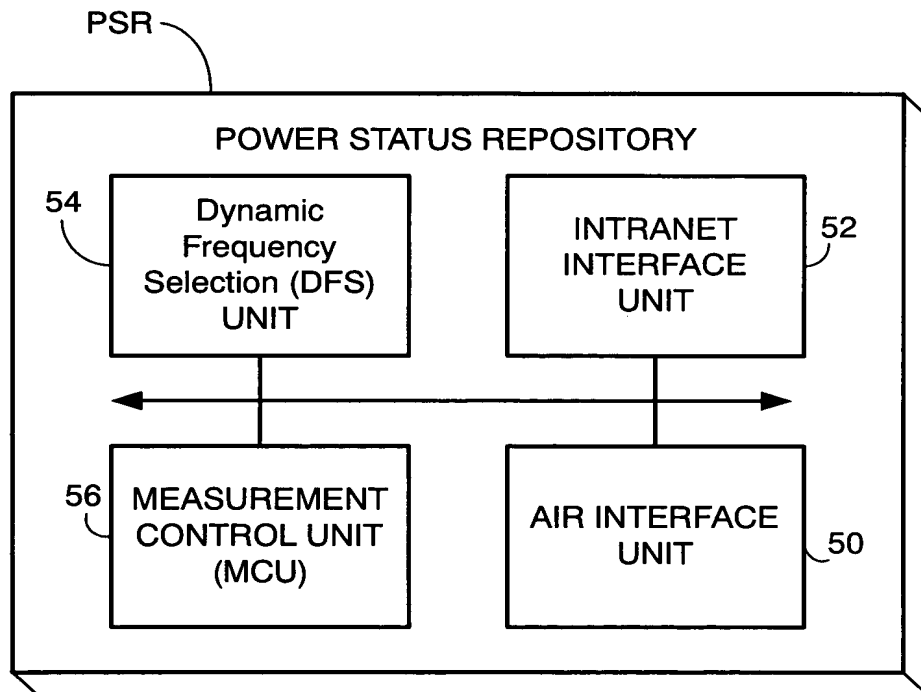 PSR
POWER STATUS REPOSITORY
54
Dynamic
Frequency
Selection (DFS)
UNIT
INTRANET
INTERFACE
UNIT
52
56
MEASUREMENT
CONTROL UNIT
(MCU)
AIR INTERFACE
UNIT
50